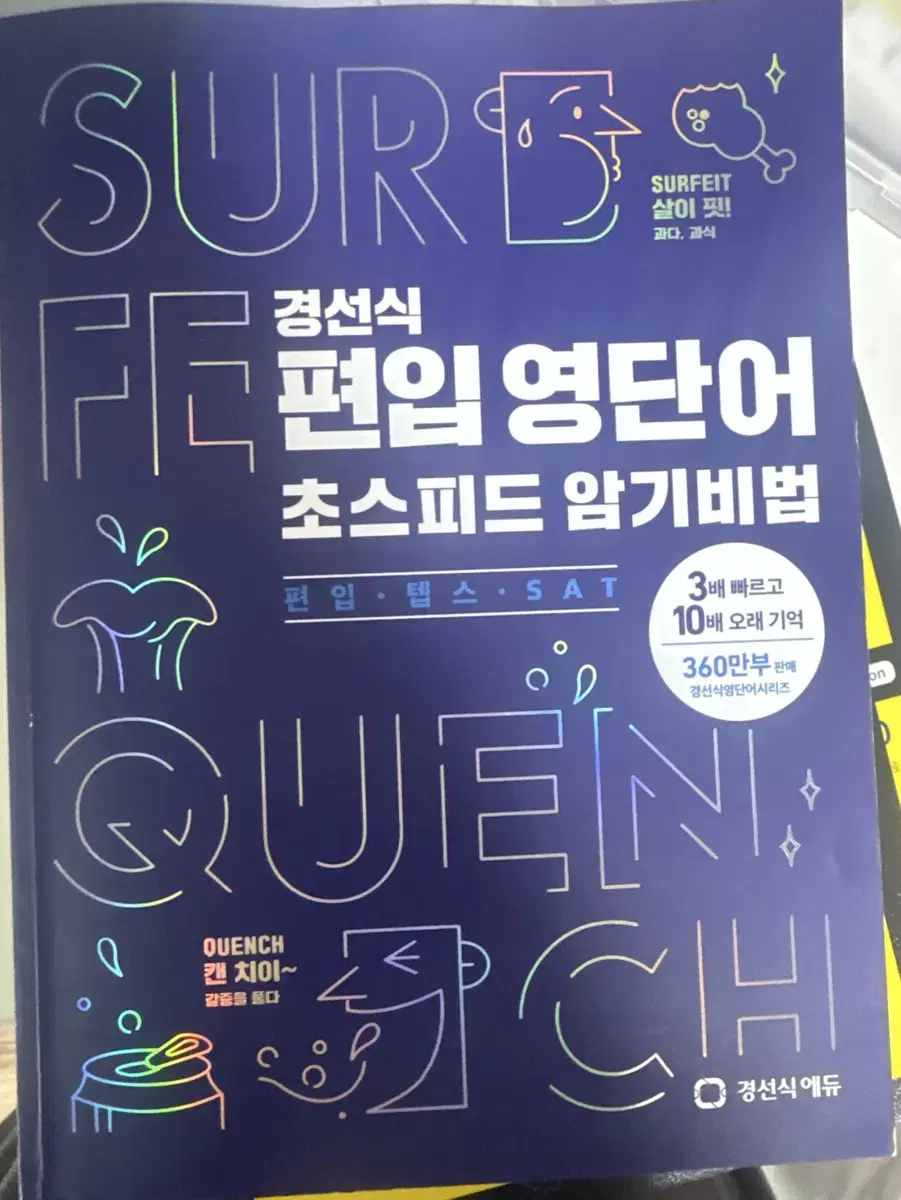 SUR
SURFEIT
살이 핏!
과다, 과식
FE
경선식
편입 영단어
초스피드 암기비법
편입·텝스·SAT
3배 빠르고
10배 오래 기억
360만부 판매
경선식영단어시리즈
on
QUEN
QUENCH
캔 치이~
갈증을 풀다
CH
경선식에듀